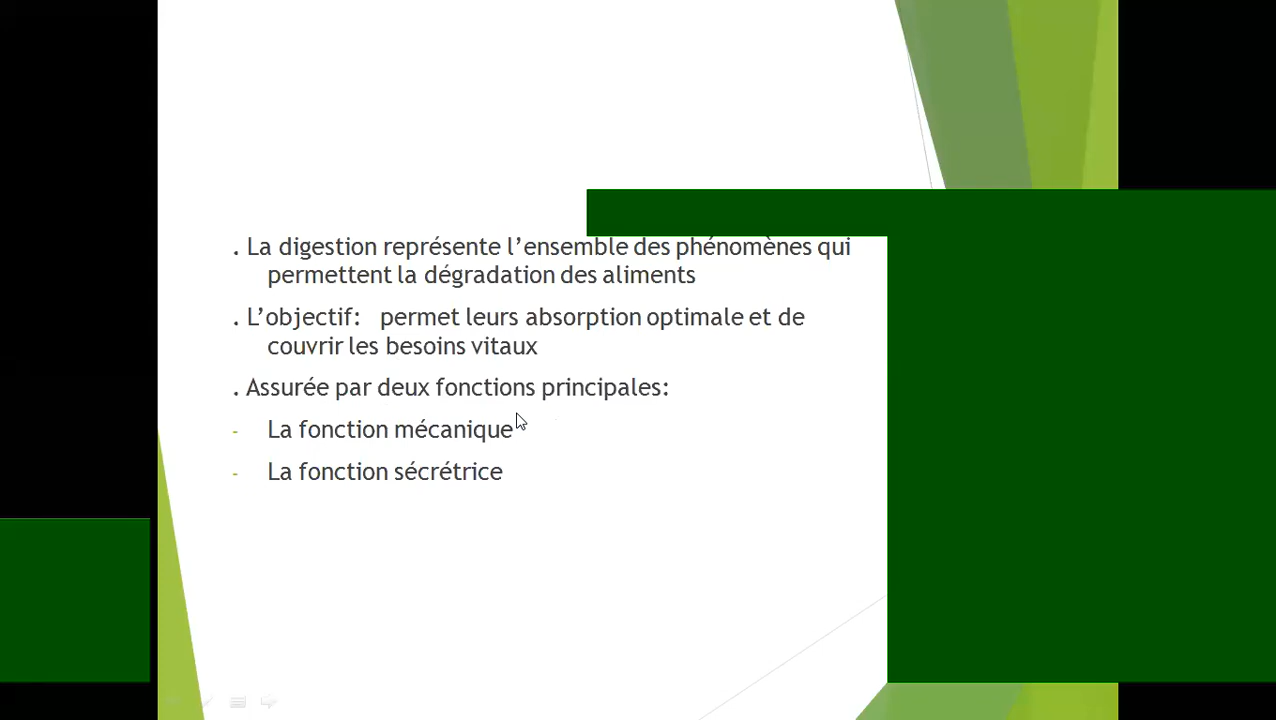 . La digestion représente l’ensemble des phénomènes qui
permettent la dégradation des aliments
. L’objectif: permet leurs absorption optimale et de
couvrir les besoins vitaux
. Assurée par deux fonctions principales:
- La fonction mécanique
- La fonction sécrétrice